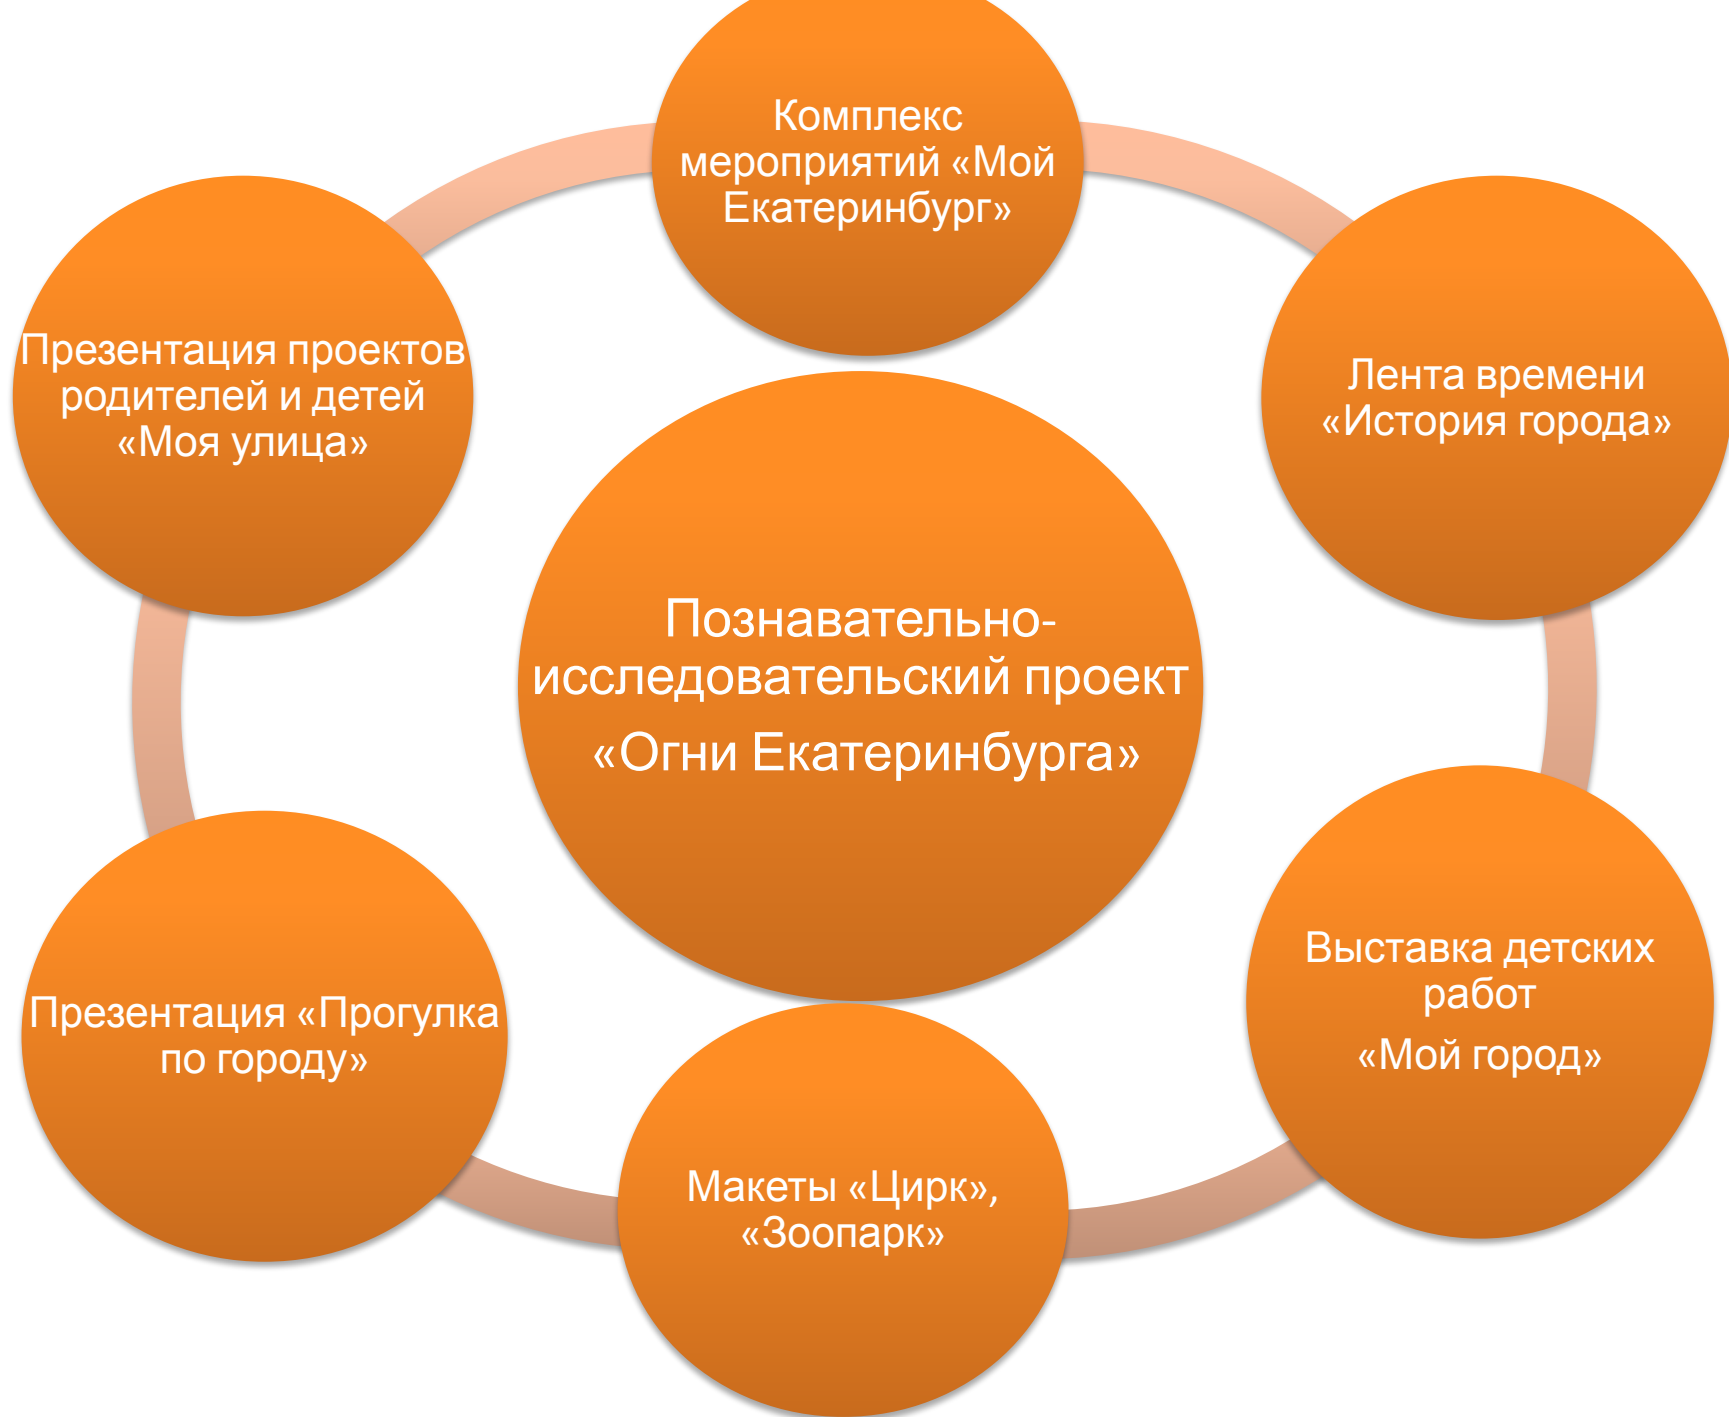 Комплекс
мероприятий «Мой
Екатеринбург»
Лента времени
«История города»
Выставка детских
работ
«Мой город»
Макеты «Цирк»,
«Зоопарк»
Презентация «Прогулка
по городу»
Презентация проектов
родителей и детей
«Моя улица»
Познавательно-
исследовательский проект
«Огни Екатеринбурга»